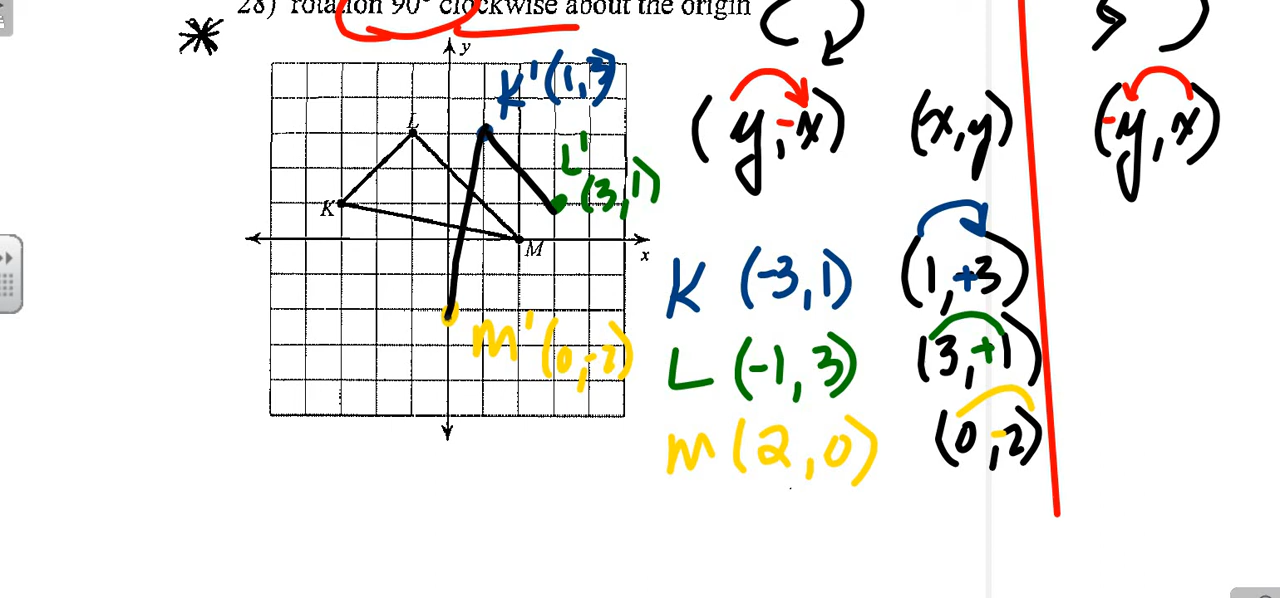 28) rotation 90° clockwise about the origin
y
K'(1,3)
L
(y,-x)
(x,y)
(-y,x)
L'
(3,1)
K
M
x
K (-3,1)
(1,+3)
M'(0,-2)
L (-1,3)
(3,+1)
M (2,0)
(0,-2)